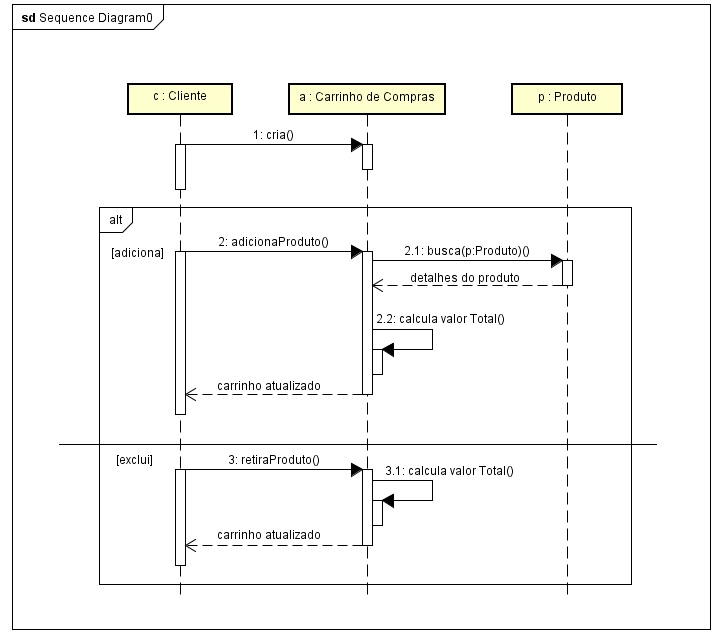 sd Sequence Diagram0
c : Cliente
a : Carrinho de Compras
p : Produto
1: cria()
alt
[adiciona]
2: adicionaProduto()
2.1: busca(p:Produto)()
detalhes do produto
2.2: calcula valor Total()
carrinho atualizado
[exclui]
3: retiraProduto()
3.1: calcula valor Total()
carrinho atualizado